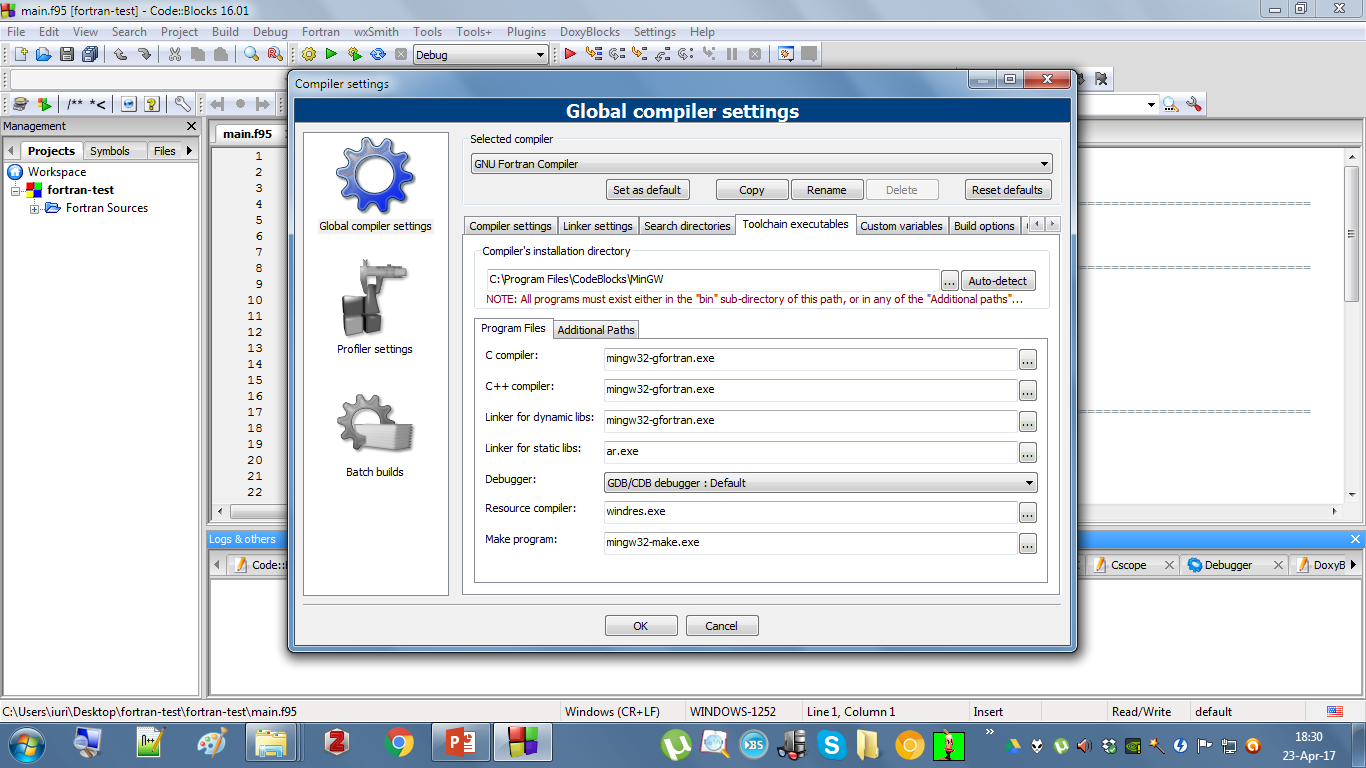 main.f95 [fortran-test] - Code::Blocks 16.01
File Edit View Search Project Build Debug Fortran wxSmith Tools Tools+ Plugins DoxyBlocks Settings Help
Debug
/** *<
Management
Projects Symbols Files
Workspace
fortran-test
Fortran Sources
main.f95
1
2
3
4
5
6
7
8
9
10
11
12
13
14
15
16
17
18
19
20
21
22
Compiler settings
Global compiler settings
Global compiler settings
Profiler settings
Batch builds
Selected compiler
GNU Fortran Compiler
Set as default Copy Rename Delete Reset defaults
Compiler settings Linker settings Search directories Toolchain executables Custom variables Build options
Compiler's installation directory
C:\Program Files\CodeBlocks\MinGW ... Auto-detect
NOTE: All programs must exist either in the "bin" sub-directory of this path, or in any of the "Additional paths"...
Program Files Additional Paths
C compiler: mingw32-gfortran.exe ...
C++ compiler: mingw32-gfortran.exe ...
Linker for dynamic libs: mingw32-gfortran.exe ...
Linker for static libs: ar.exe ...
Debugger: GDB/CDB debugger : Default
Resource compiler: windres.exe ...
Make program: mingw32-make.exe ...
OK Cancel
Logs & others
Code::B Cscope Debugger DoxyB
C:\Users\iuri\Desktop\fortran-test\fortran-test\main.f95 Windows (CR+LF) WINDOWS-1252 Line 1, Column 1 Insert Read/Write default
18:30
23-Apr-17